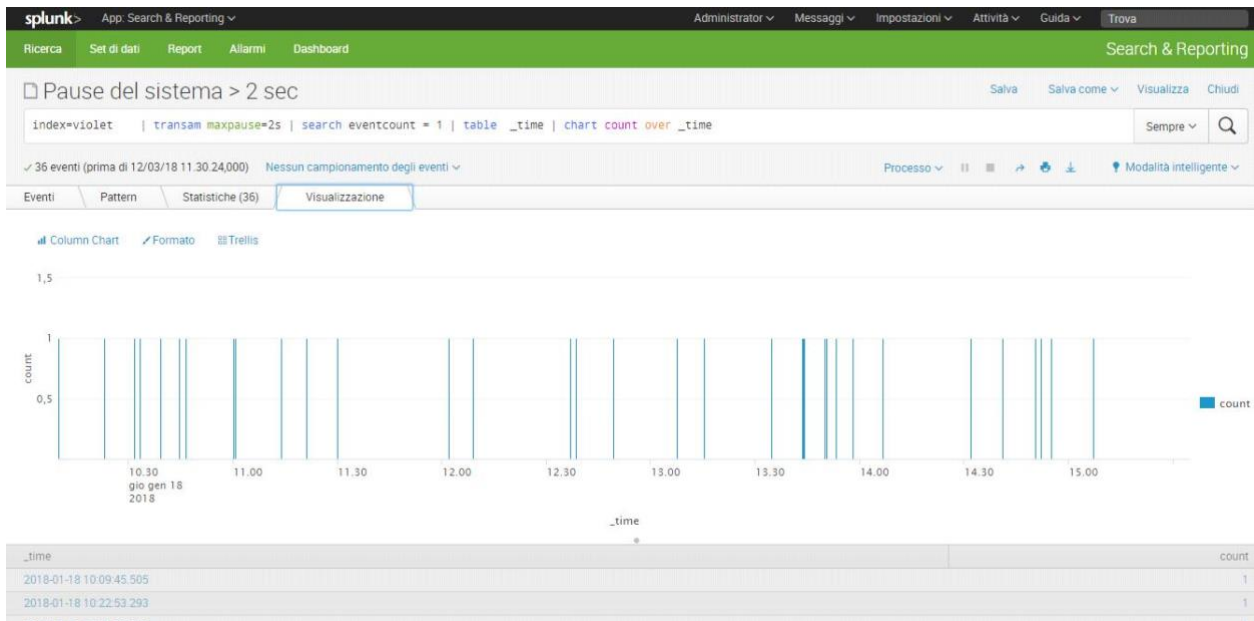 splunk> App: Search & Reporting Administrator Messaggi Impostazioni Attività Guida Trova
Ricerca Set di dati Report Allarmi Dashboard Search & Reporting
Pause del sistema > 2 sec Salva Salva come Visualizza Chiudi
index=violet | transam maxpause=2s | search eventcount = 1 | table _time | chart count over _time Sempre
36 eventi (prima di 12/03/18 11.30.24,000) Nessun campionamento degli eventi Processo Modalità intelligente
Eventi Pattern Statistiche (36) Visualizzazione
Column Chart Formato Trellis
1,5
1
count
0,5
count
10.30 11.00 11.30 12.00 12.30 13.00 13.30 14.00 14.30 15.00
gio gen 18
2018
_time
_time count
2018-01-18 10:09:45.505 1
2018-01-18 10:22:53.293 1